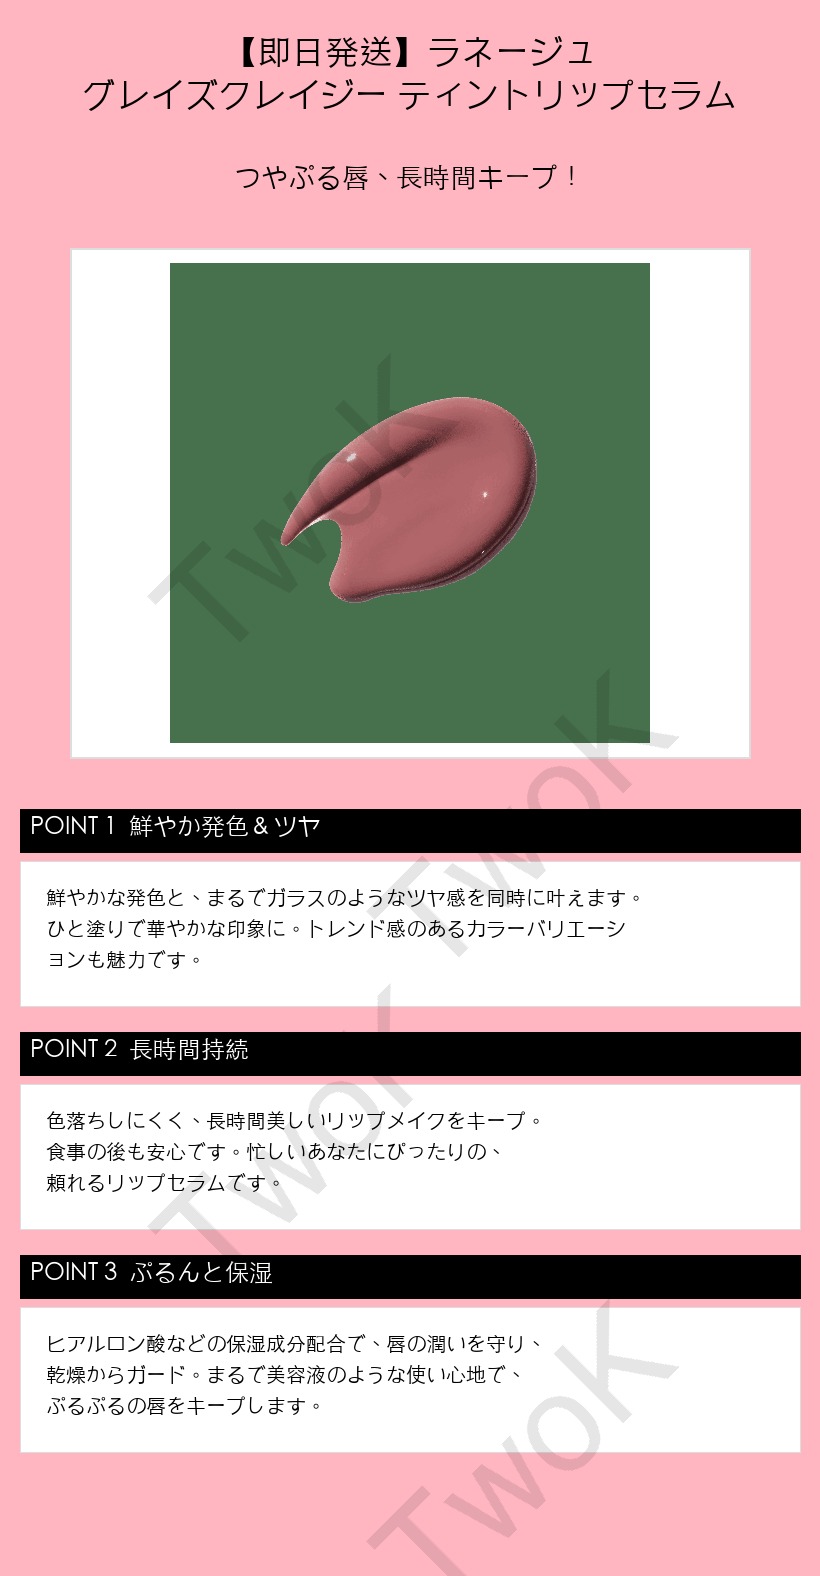 【即日発送】ラネージュ
グレイズクレイジー ティントリップセラム
つやぷる唇、長時間キープ！
TwoK
TwoK
POINT 1 鮮やか発色＆ツヤ
鮮やかな発色と、まるでガラスのようなツヤ感を同時に叶えます。
ひと塗りで華やかな印象に。トレンド感のあるカラーバリエーシ
ョンも魅力です。
TwoK
POINT 2 長時間持続
色落ちしにくく、長時間美しいリップメイクをキープ。
食事の後も安心です。忙しいあなたにぴったりの、
頼れるリップセラムです。
POINT 3 ぷるんと保湿
ヒアルロン酸などの保湿成分配合で、唇の潤いを守り、
乾燥からガード。まるで美容液のような使い心地で、
ぷるぷるの唇をキープします。
TwoK